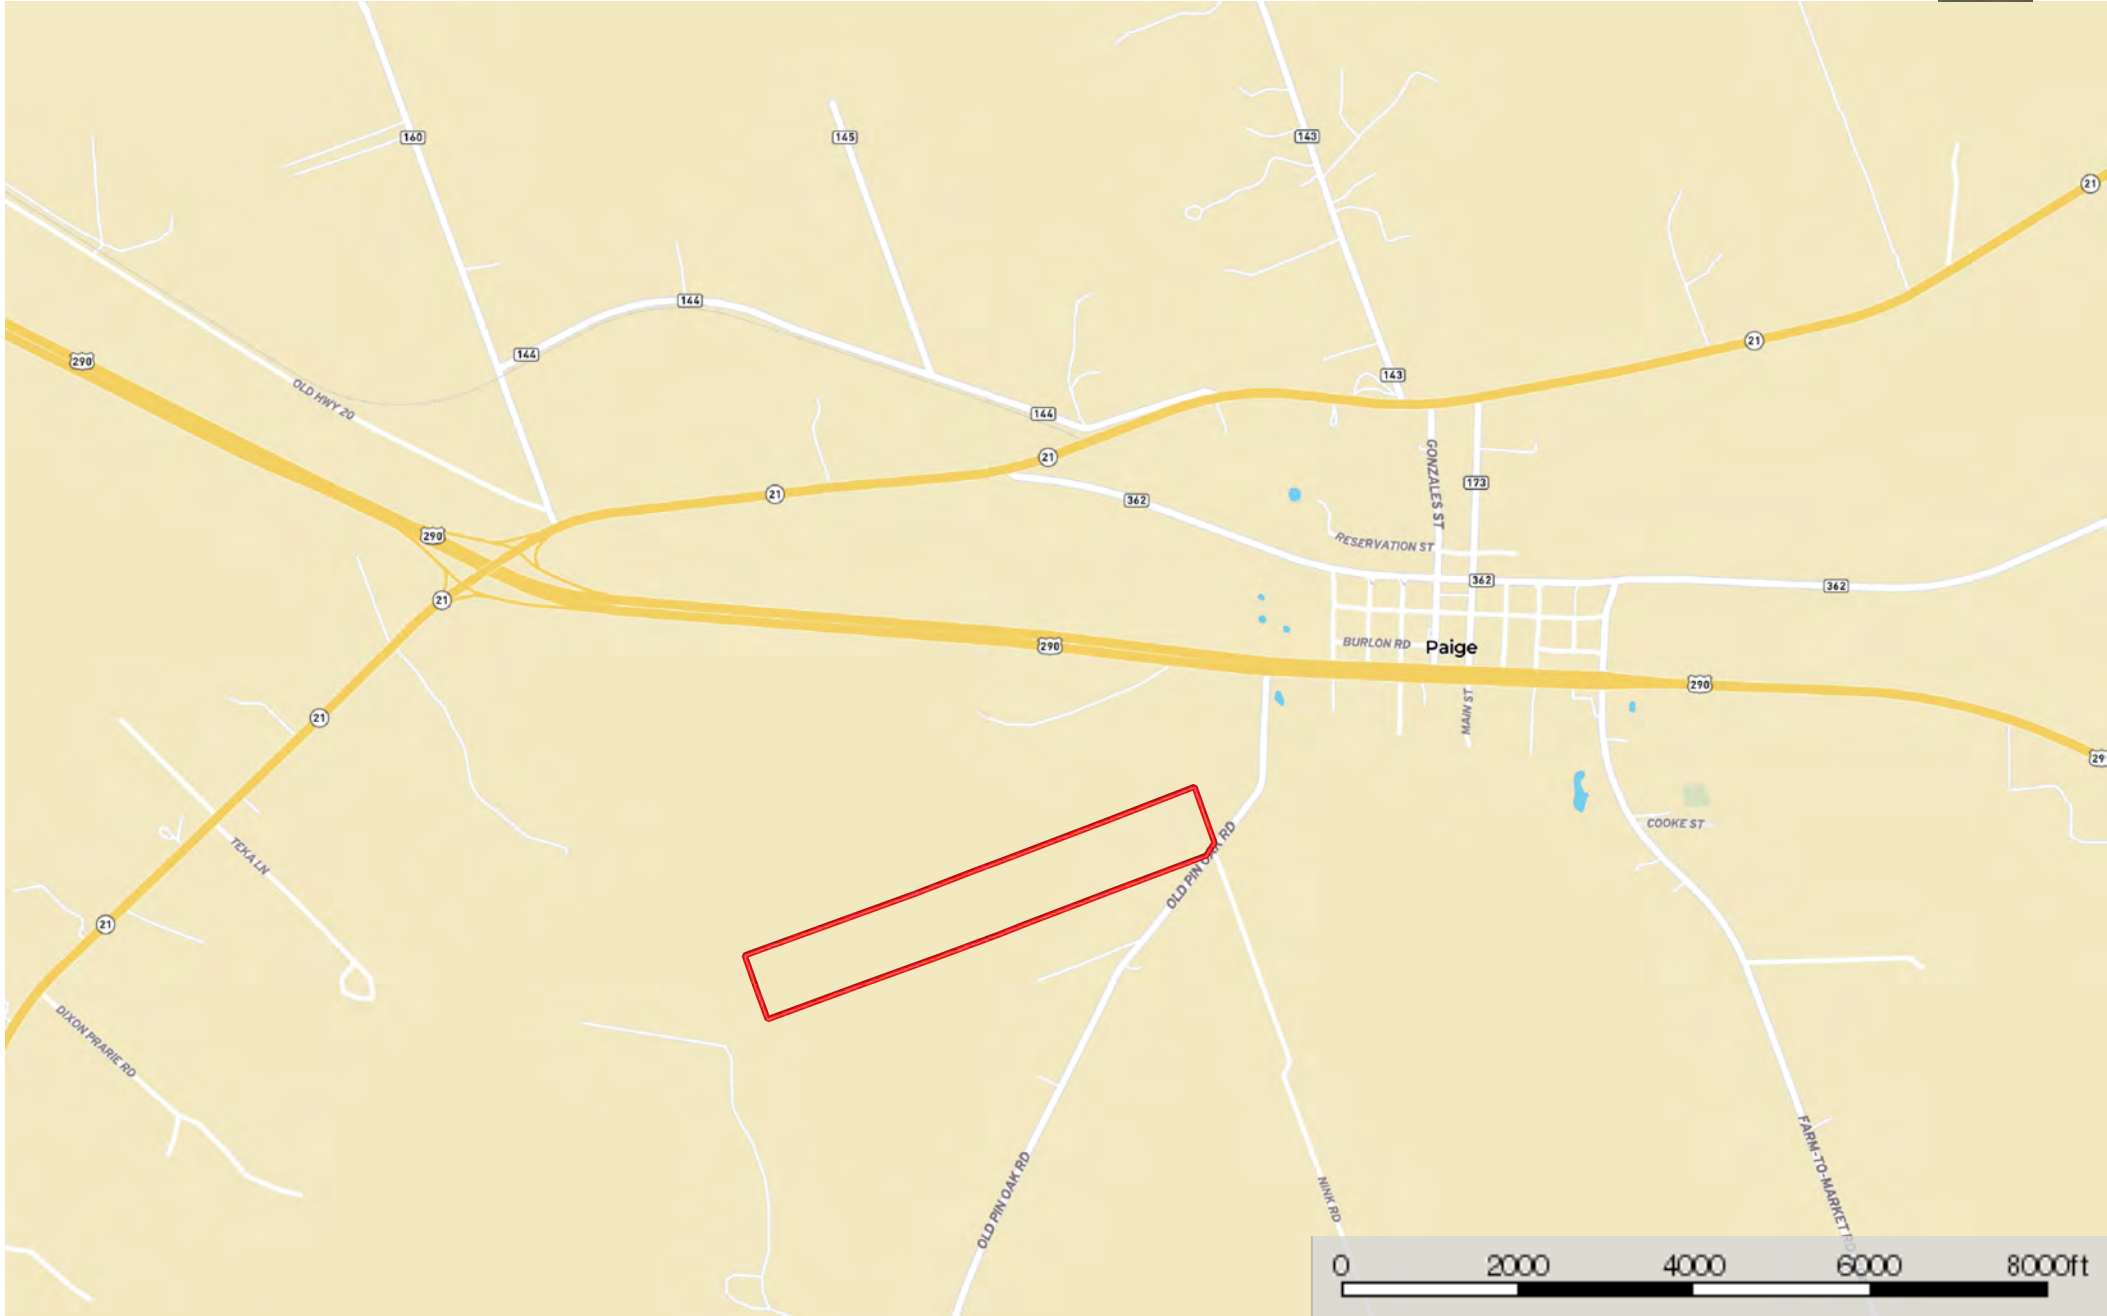 21
160
145
143
144
21
144
290
143
OLD HWY 20
144
GONZALES ST
21
173
21
362
290
RESERVATION ST
362
362
21
BURLON RD
Paige
290
290
MAIN ST
21
29
COOKE ST
TEKA LN
OLD PIN OAK RD
21
DIXON PRARIE RD
FARM-TO-MARKET RD
OLD PIN OAK RD
NINK RD
0 2000 4000 6000 8000ft